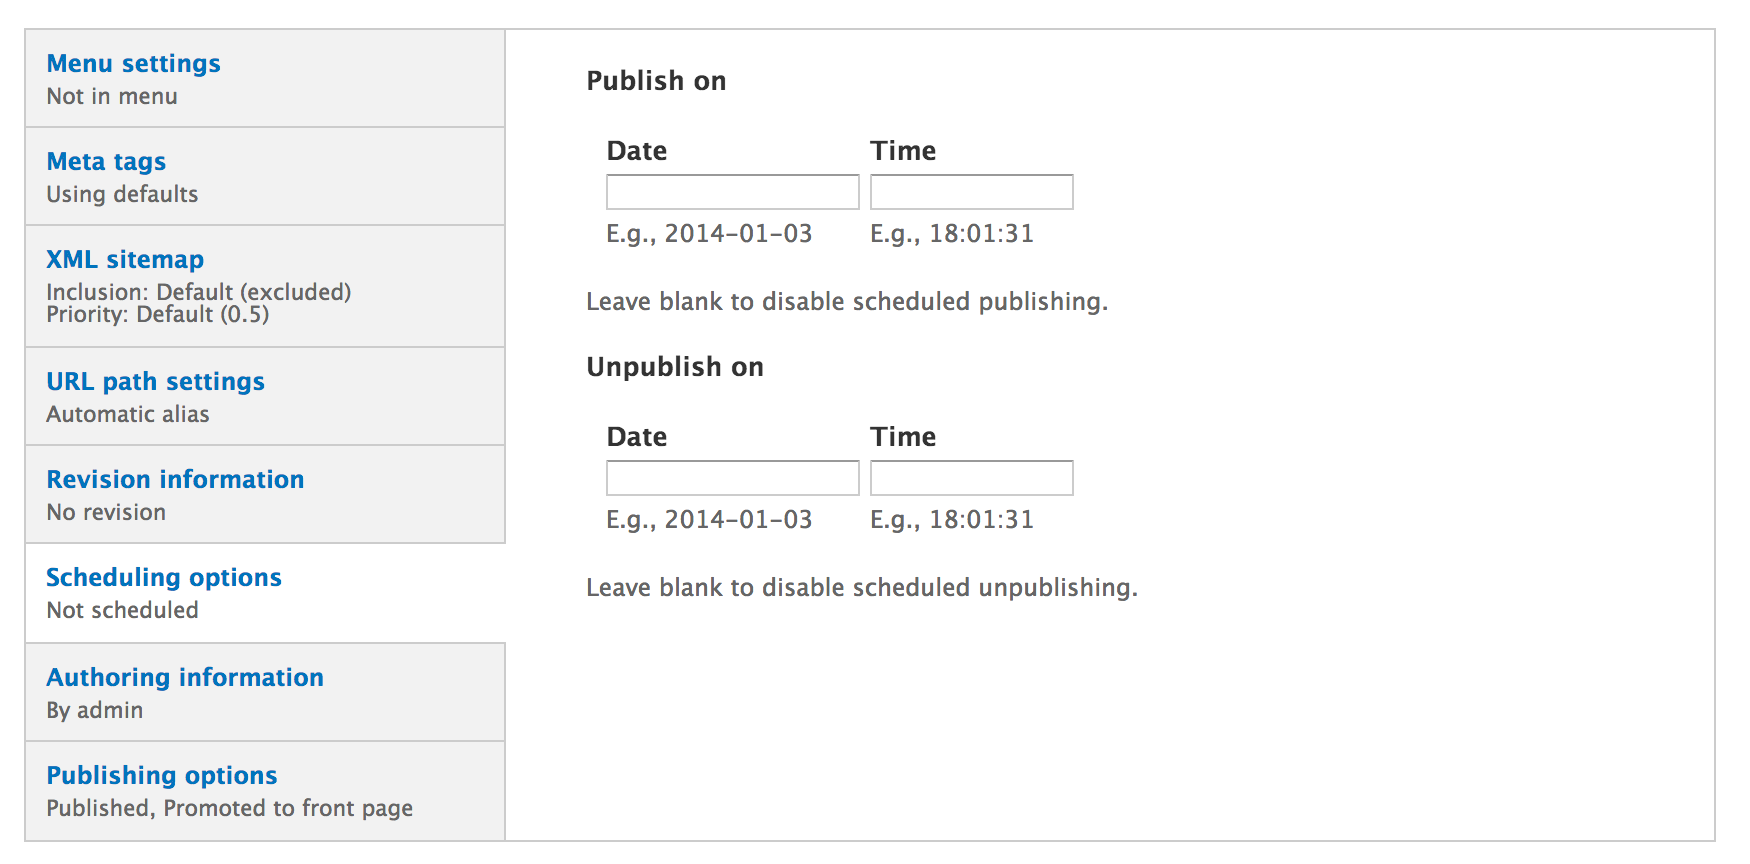 Menu settings
Not in menu
Meta tags
Using defaults
XML sitemap
Inclusion: Default (excluded)
Priority: Default (0.5)
URL path settings
Automatic alias
Revision information
No revision
Scheduling options
Not scheduled
Authoring information
By admin
Publishing options
Published, Promoted to front page
Publish on
Date Time
E.g., 2014-01-03 E.g., 18:01:31
Leave blank to disable scheduled publishing.
Unpublish on
Date Time
E.g., 2014-01-03 E.g., 18:01:31
Leave blank to disable scheduled unpublishing.